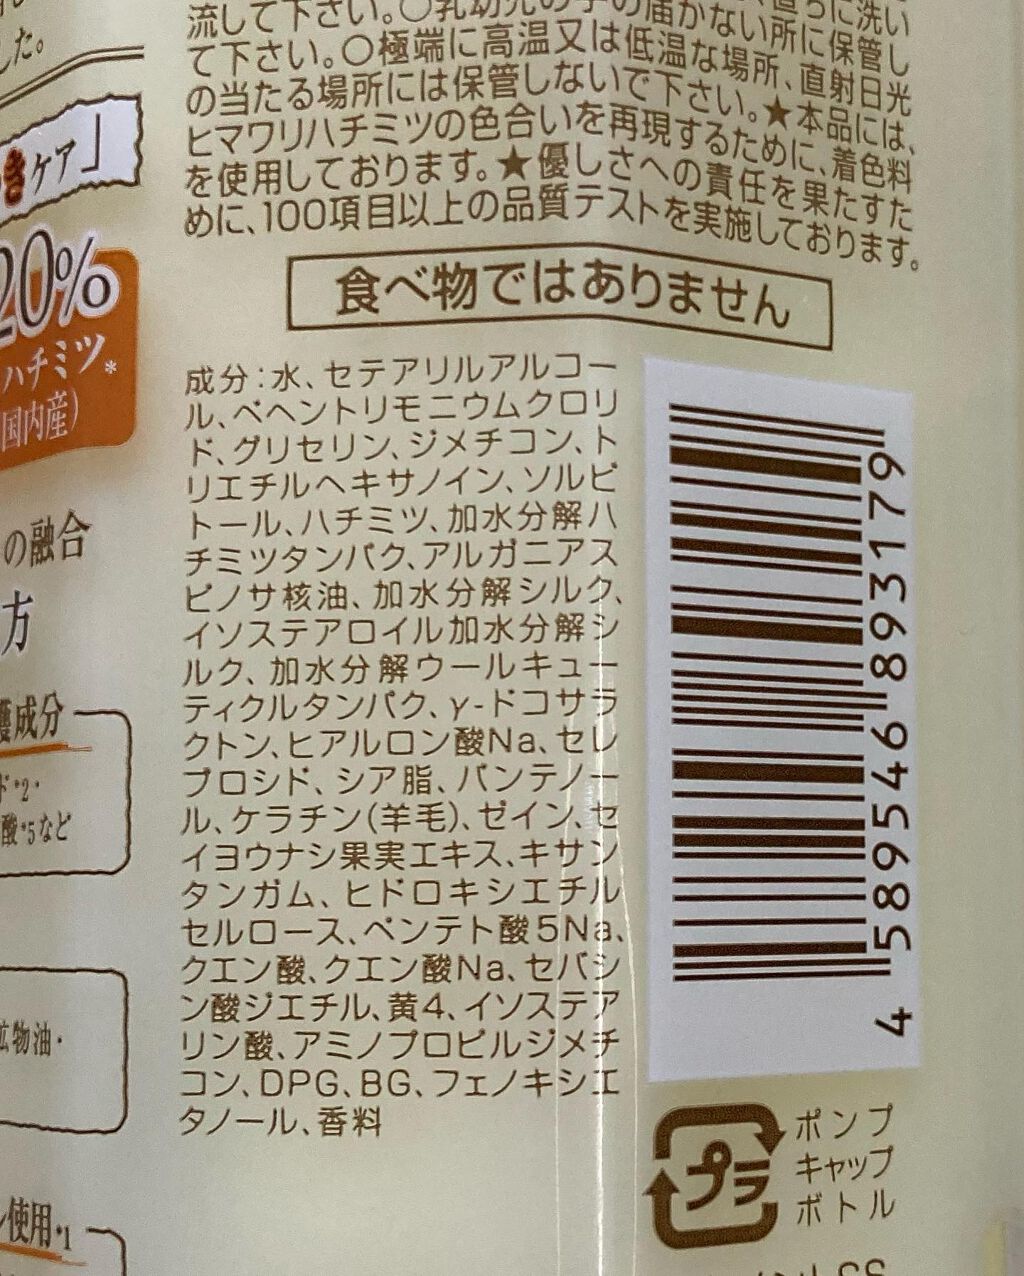 流して下さい。○乳幼児の手の届かない所に保管し
て下さい。○極端に高温又は低温な場所、直射日光
の当たる場所には保管しないで下さい。★本品には、
ヒマワリハチミツの色合いを再現するために、着色料
を使用しております。★優しさへの責任を果たすた
めに、100項目以上の品質テストを実施しております。
食べ物ではありません
成分:水、セテアリルアルコー
ル、ベヘントリモニウムクロリ
ド、グリセリン、ジメチコン、ト
リエチルヘキサノイン、ソルビ
トール、ハチミツ、加水分解ハ
チミツタンパク、アルガニアス
ピノサ核油、加水分解シルク、
イソステアロイル加水分解シ
ルク、加水分解ウールキュー
ティクルタンパク、γ-ドコサラ
クトン、ヒアルロン酸Na、セレ
ブロシド、シア脂、パンテノー
ル、ケラチン(羊毛)、ゼイン、セ
イヨウナシ果実エキス、キサン
タンガム、ヒドロキシエチル
セルロース、ペンテト酸5Na、
クエン酸、クエン酸Na、セバシ
ン酸ジエチル、黄4、イソステア
リン酸、アミノプロピルジメチ
コン、DPG、BG、フェノキシエ
タノール、香料
4 589546 893179
プラ
ポンプ
キャップ
ボトル
した。
きケア」
20%
ハチミツ*
国内産)
の融合
方
成分
ド*2・
酸*5など
物油・
使用*1